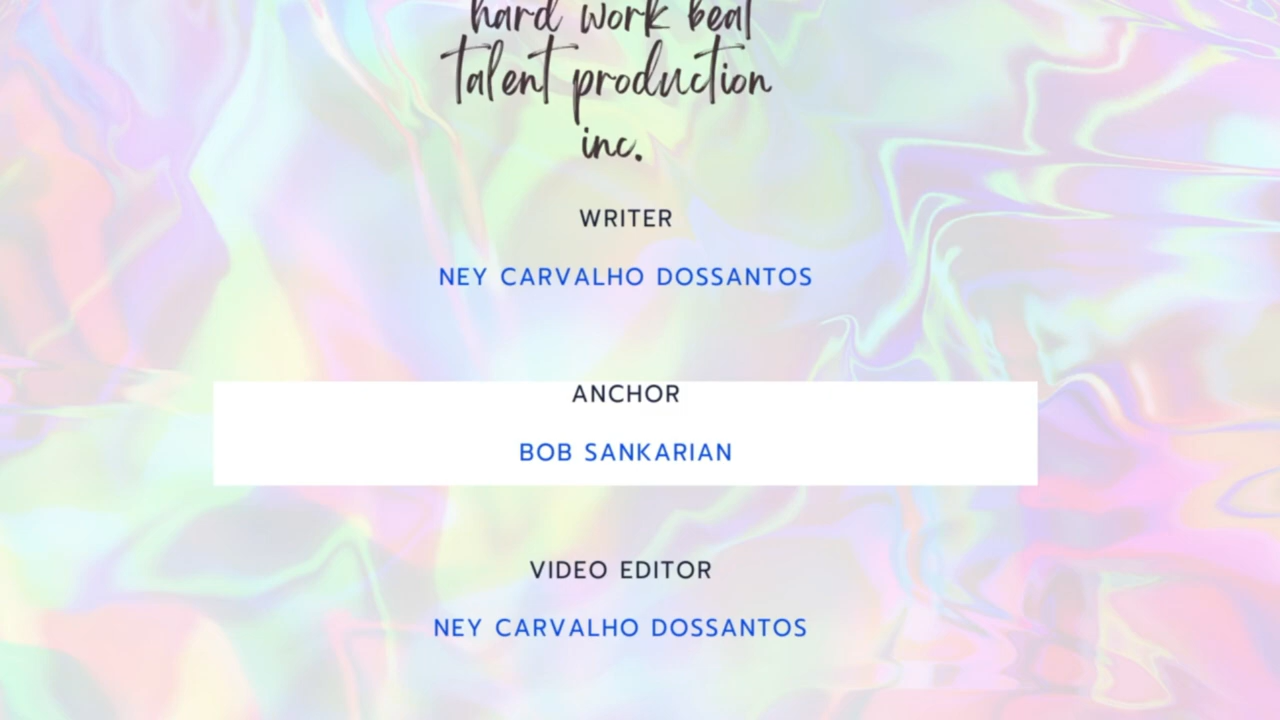 hard work beat
talent production
inc.
WRITER
NEY CARVALHO DOSSANTOS
ANCHOR
BOB SANKARIAN
VIDEO EDITOR
NEY CARVALHO DOSSANTOS